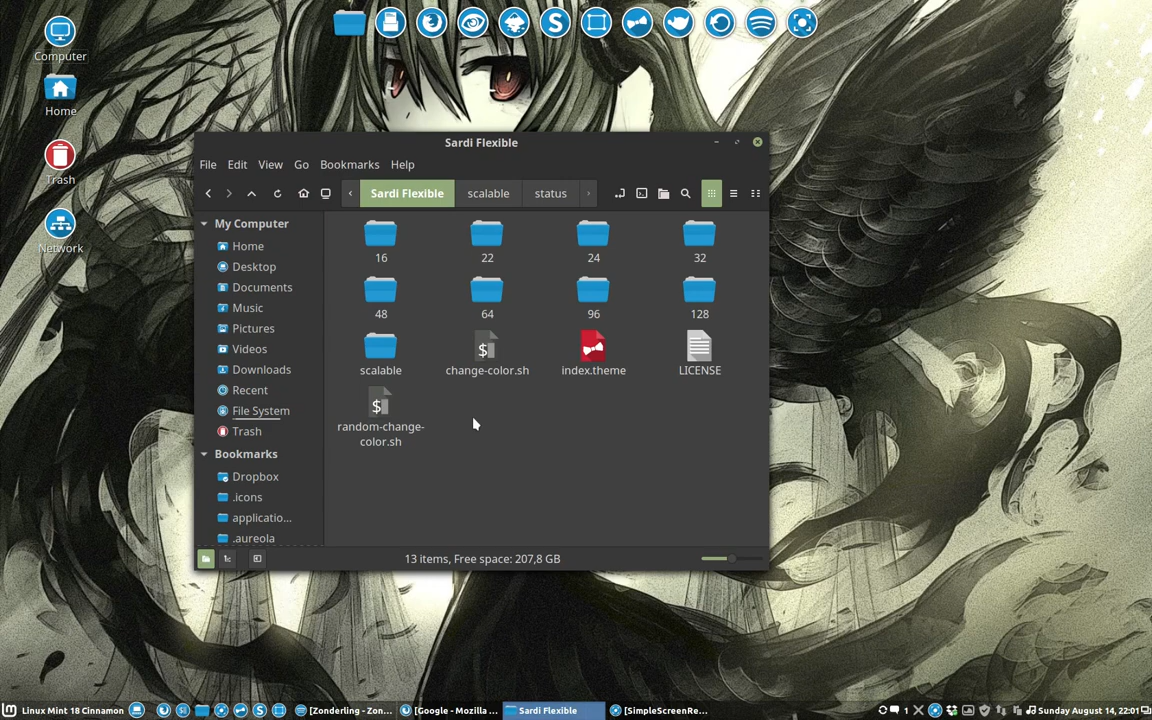 Computer
Home
Trash
Network
Sardi Flexible
File Edit View Go Bookmarks Help
Sardi Flexible scalable status
My Computer
Home
Desktop
Documents
Music
Pictures
Videos
Downloads
Recent
File System
Trash
Bookmarks
Dropbox
.icons
applicatio...
.aureola
16 22 24 32
48 64 96 128
scalable change-color.sh index.theme LICENSE
random-change-
color.sh
13 items, Free space: 207,8 GB
Linux Mint 18 Cinnamon [Zonderling - Zon... [Google - Mozilla ... Sardi Flexible [SimpleScreenRe... 1 Sunday August 14, 22:01